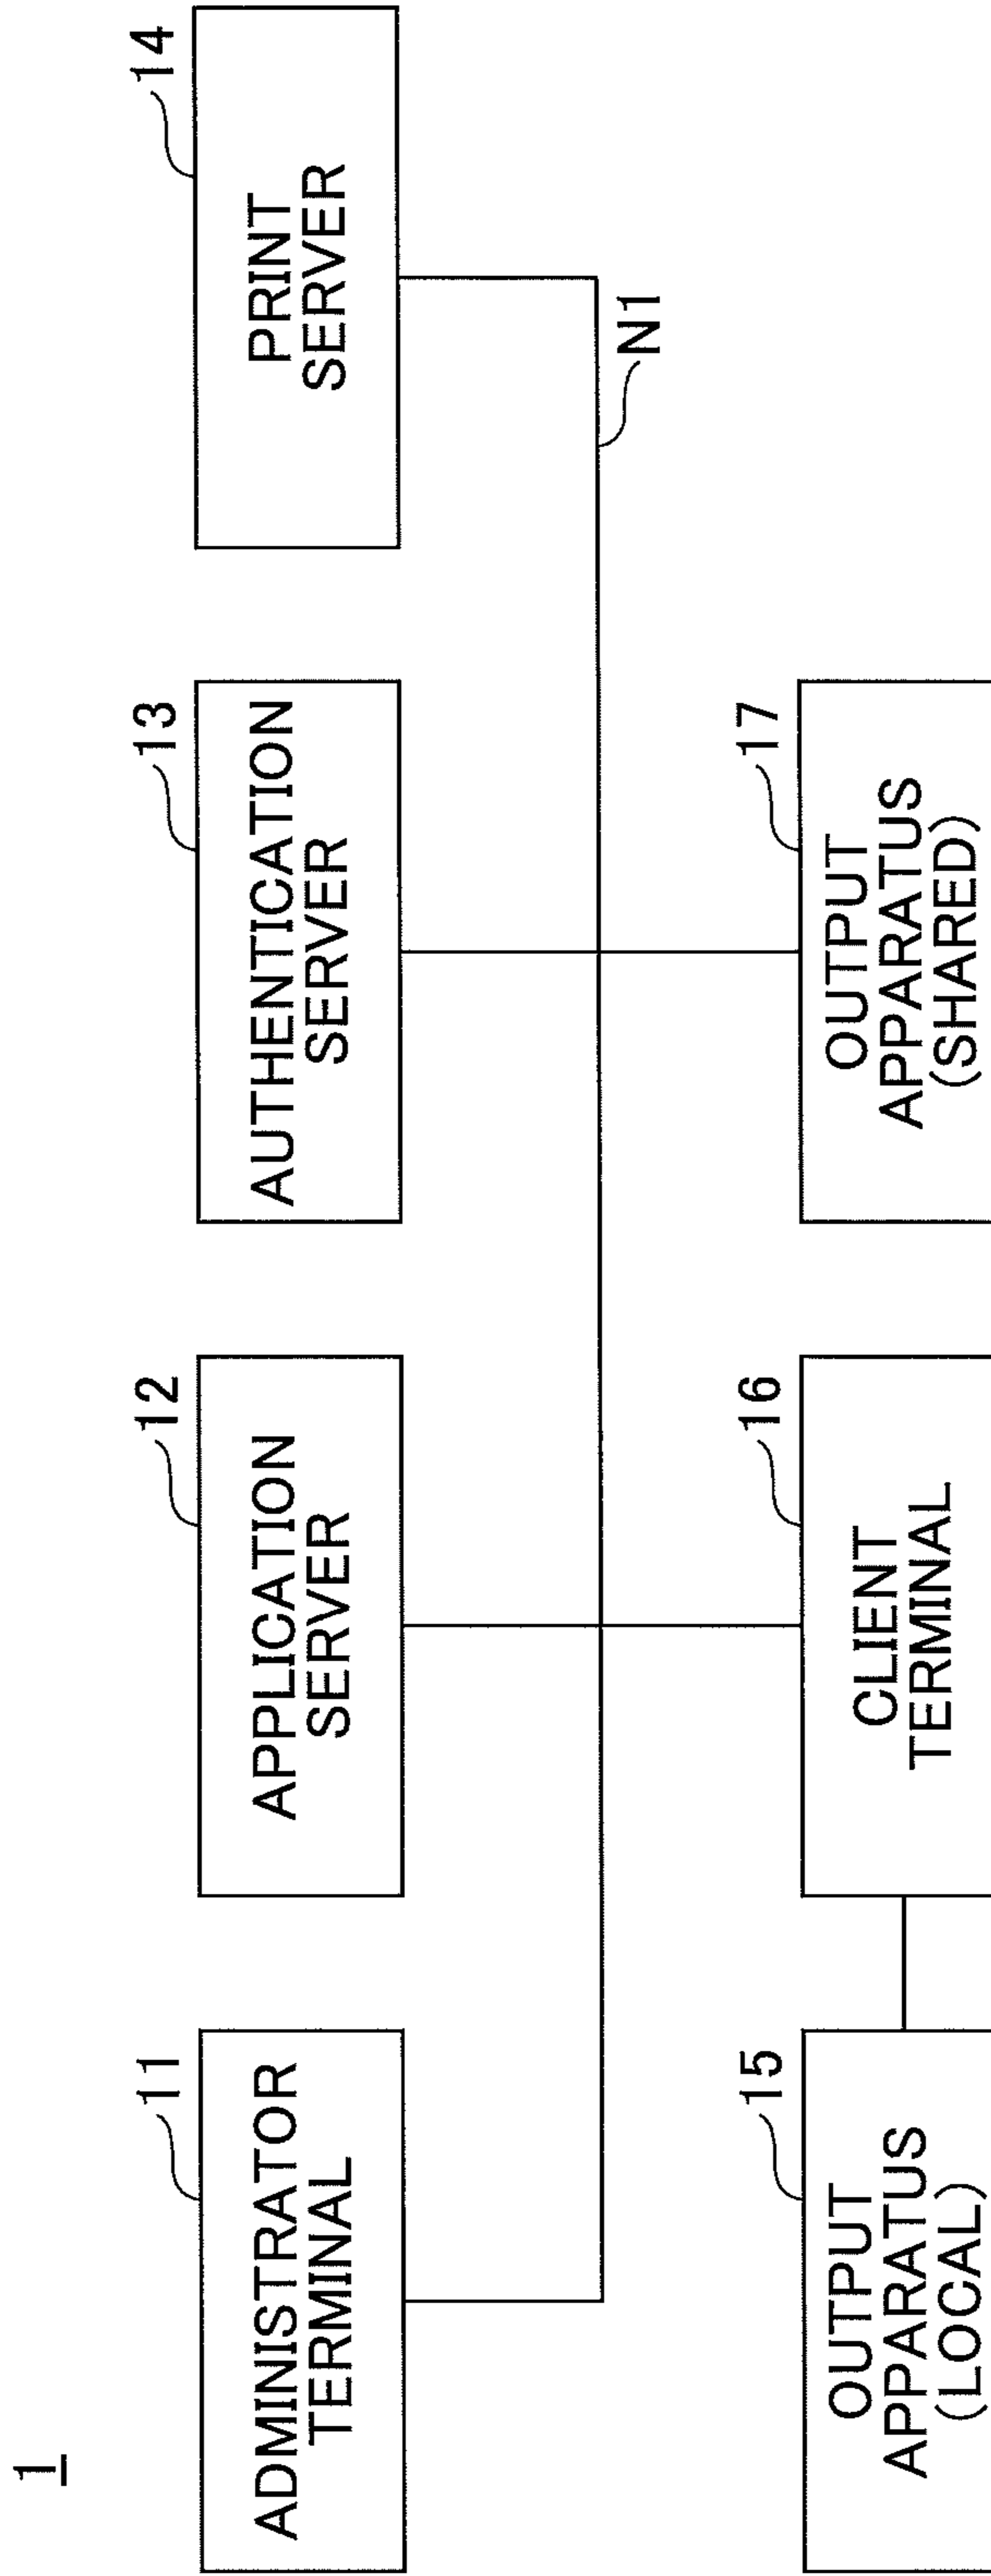 1
11
ADMINISTRATOR
TERMINAL
12
APPLICATION
SERVER
13
AUTHENTICATION
SERVER
14
PRINT
SERVER
N1
15
OUTPUT
APPARATUS
(LOCAL)
16
CLIENT
TERMINAL
17
OUTPUT
APPARATUS
(SHARED)